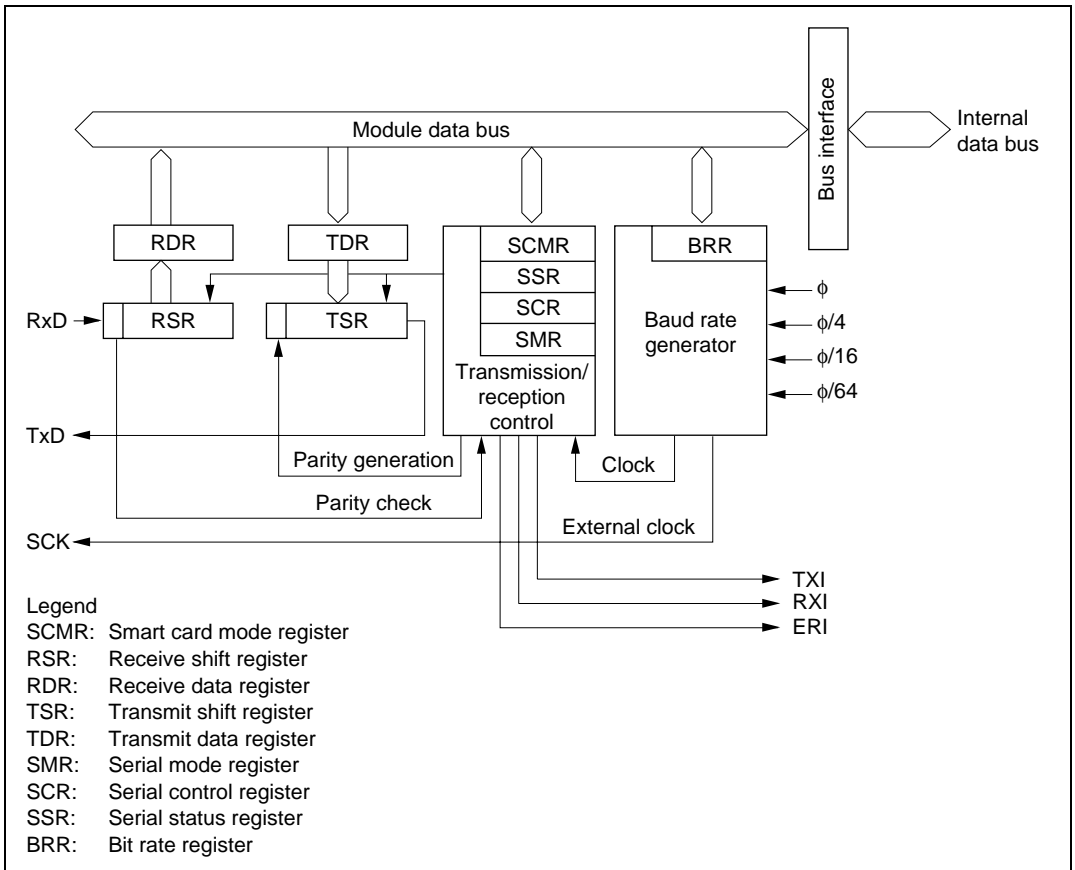 Module data bus
Bus interface
Internal
data bus
RDR
TDR
SCMR
BRR
SSR
SCR
SMR
RxD
RSR
TSR
Baud rate
generator
ϕ
ϕ/4
ϕ/16
ϕ/64
Transmission/
reception
control
TxD
Parity generation
Clock
Parity check
SCK
External clock
TXI
RXI
ERI
Legend
SCMR: Smart card mode register
RSR: Receive shift register
RDR: Receive data register
TSR: Transmit shift register
TDR: Transmit data register
SMR: Serial mode register
SCR: Serial control register
SSR: Serial status register
BRR: Bit rate register